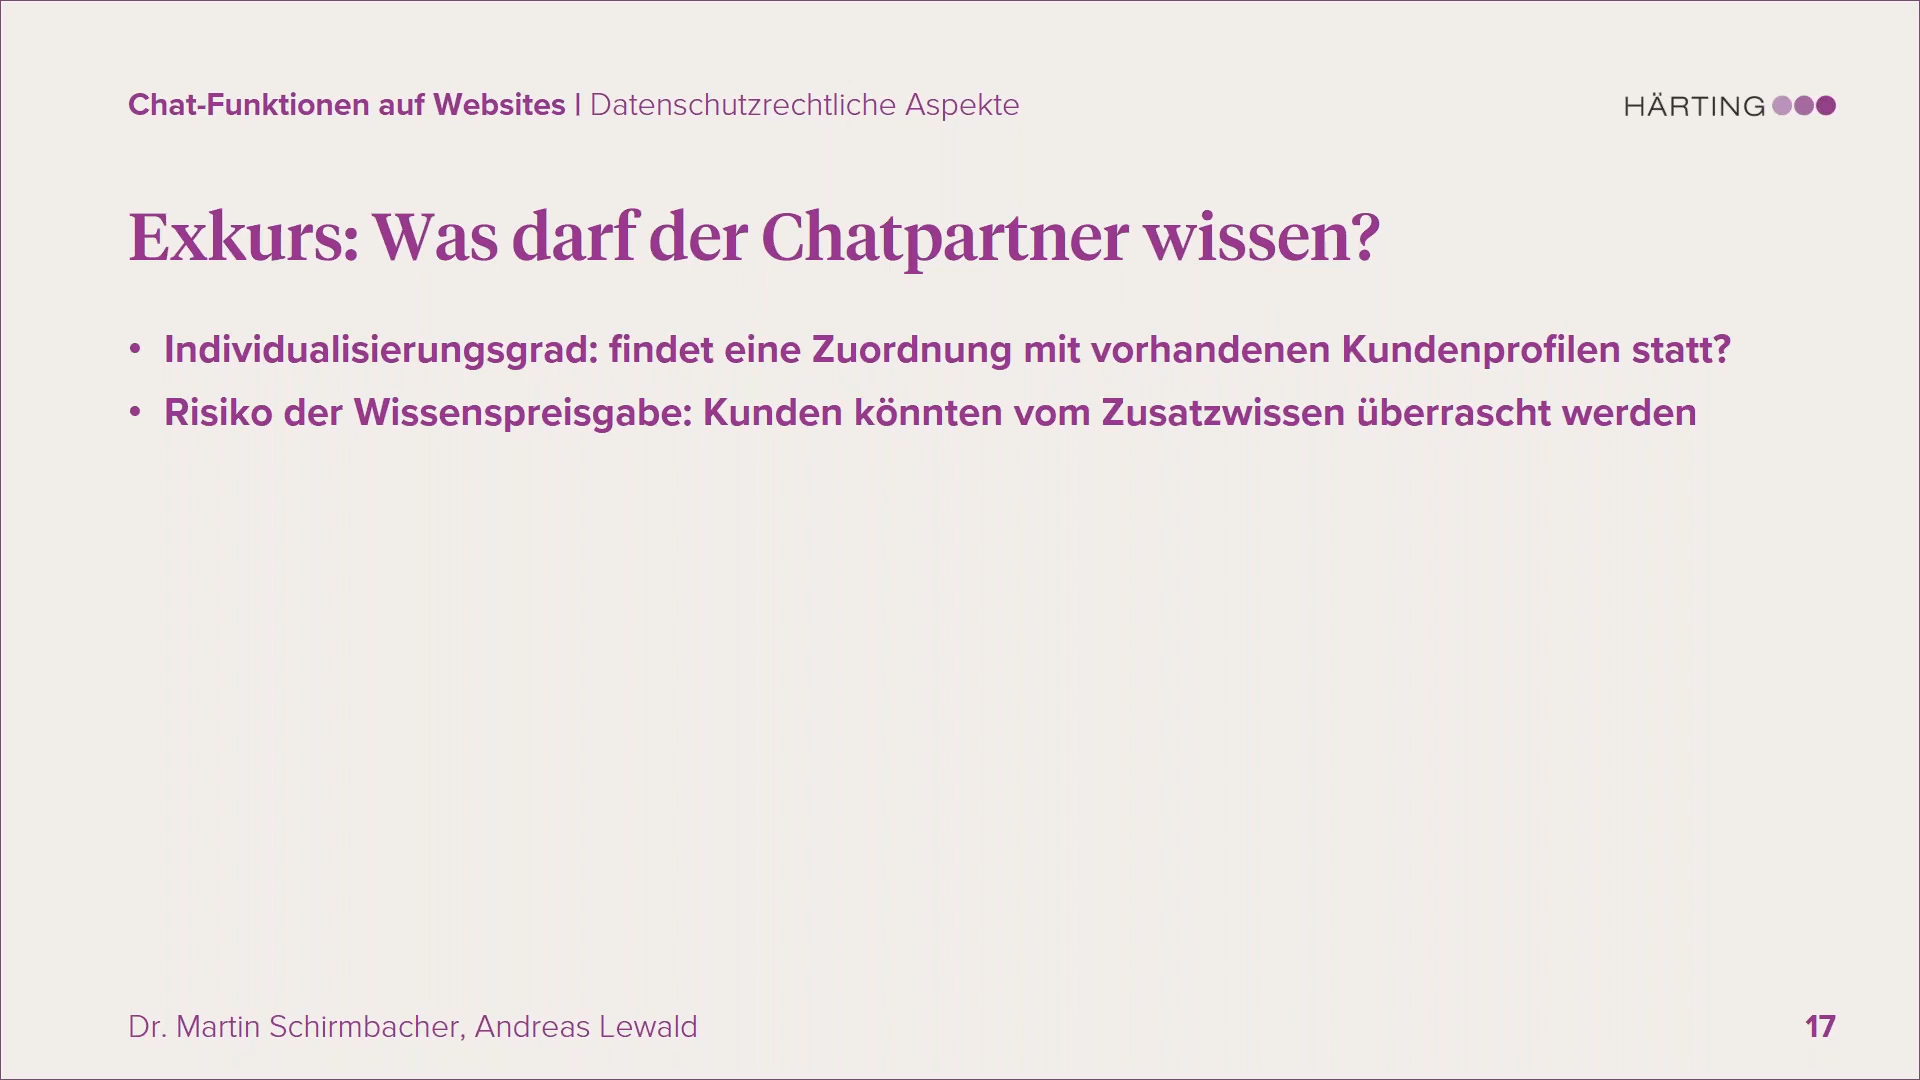 Chat-Funktionen auf Websites | Datenschutzrechtliche Aspekte
HÄRTING
Exkurs: Was darf der Chatpartner wissen?
• Individualisierungsgrad: findet eine Zuordnung mit vorhandenen Kundenprofilen statt?
• Risiko der Wissenspreisgabe: Kunden könnten vom Zusatzwissen überrascht werden
Dr. Martin Schirmbacher, Andreas Lewald
17